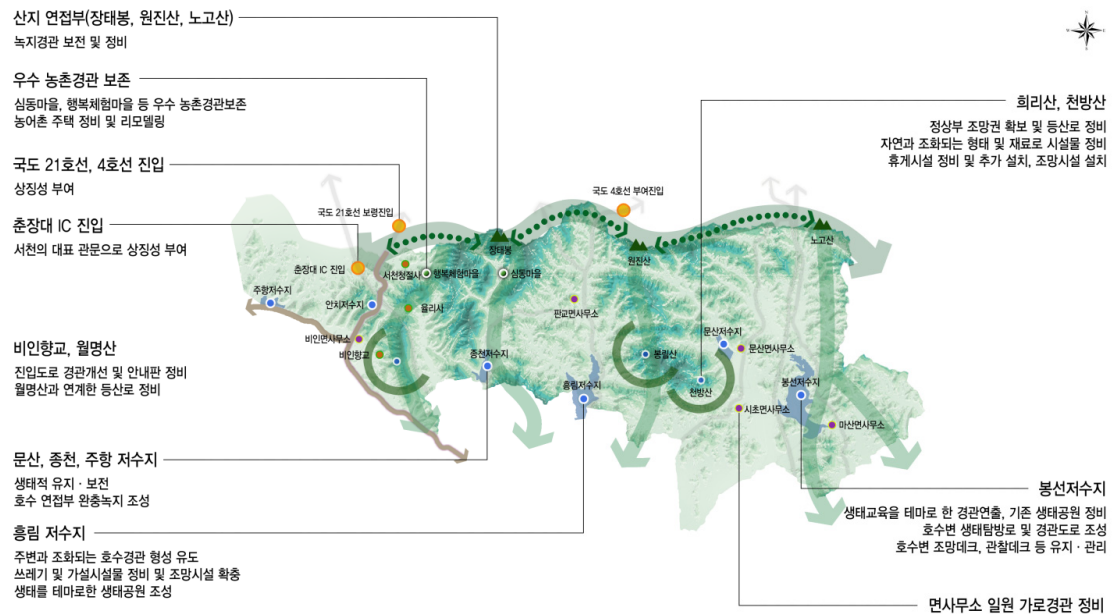 산지 연접부(장태봉, 원진산, 노고산)
녹지경관 보전 및 정비
우수 농촌경관 보존
심동마을, 행복체험마을 등 우수 농촌경관보존
농어촌 주택 정비 및 리모델링
국도 21호선, 4호선 진입
상징성 부여
춘장대 IC 진입
서천의 대표 관문으로 상징성 부여
비인향교, 월명산
진입도로 경관개선 및 안내판 정비
월명산과 연계한 등산로 정비
문산, 종천, 주항 저수지
생태적 유지 · 보전
호수 연접부 완충녹지 조성
흥림 저수지
주변과 조화되는 호수경관 형성 유도
쓰레기 및 가설시설물 정비 및 조망시설 확충
생태를 테마로한 생태공원 조성
희리산, 천방산
정상부 조망권 확보 및 등산로 정비
자연과 조화되는 형태 및 재료로 시설물 정비
휴게시설 정비 및 추가 설치, 조망시설 설치
봉선저수지
생태교육을 테마로 한 경관연출, 기존 생태공원 정비
호수변 생태탐방로 및 경관도로 조성
호수변 조망데크, 관찰데크 등 유지 · 관리
면사무소 일원 가로경관 정비
국도 4호선 부여진입
국도 21호선 보령진입
노고산
장태봉
원진산
춘장대 IC 진입
서천청절사
행복체험마을
심동마을
주항저수지
안치저수지
율리사
판교면사무소
문산저수지
비인면사무소
문산면사무소
비인향교
종천저수지
봉림산
흥림저수지
천방산
봉선저수지
시초면사무소
마산면사무소